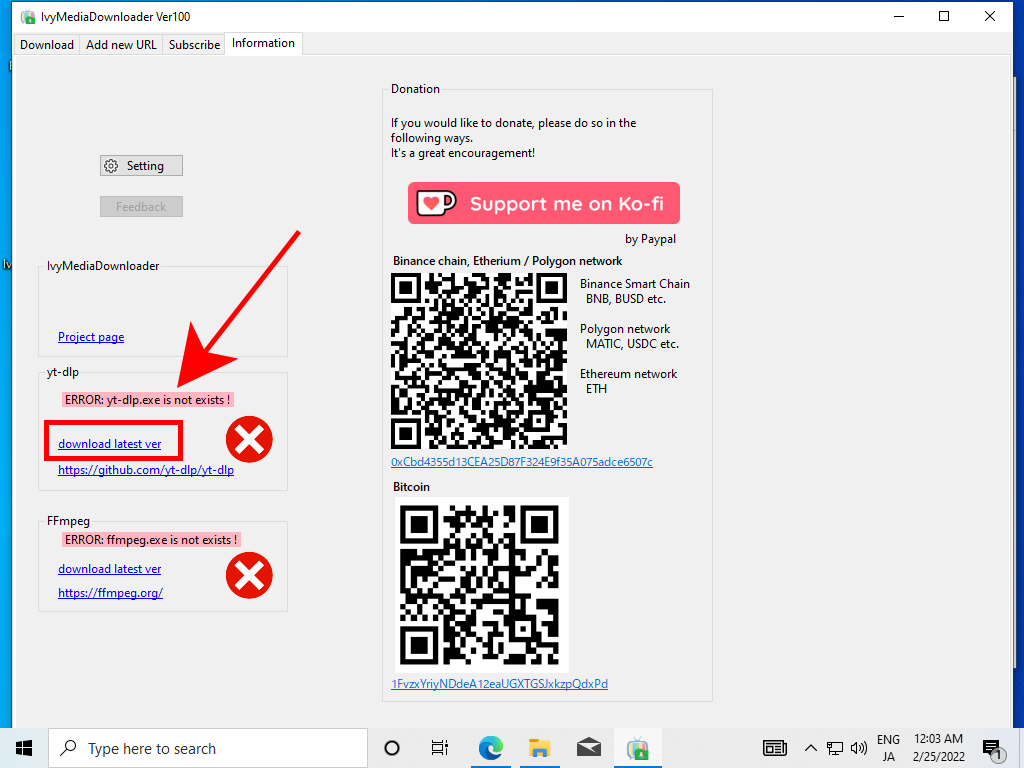 IvyMediaDownloader Ver100
Download
Add new URL
Subscribe
Information
Setting
Feedback
IvyMediaDownloader
Project page
yt-dlp
ERROR: yt-dlp.exe is not exists !
download latest ver
https://github.com/yt-dlp/yt-dlp
FFmpeg
ERROR: ffmpeg.exe is not exists !
download latest ver
https://ffmpeg.org/
Donation
If you would like to donate, please do so in the
following ways.
It's a great encouragement!
Support me on Ko-fi
by Paypal
Binance chain, Etherium / Polygon network
Binance Smart Chain
BNB, BUSD etc.
Polygon network
MATIC, USDC etc.
Ethereum network
ETH
0xCbd4355d13CEA25D87F324E9f35A075adce6507c
Bitcoin
1FvzxYriyNDdeA12eaUGXTGSJxkzpQdxPd
Type here to search
ENG
JA
12:03 AM
2/25/2022
1